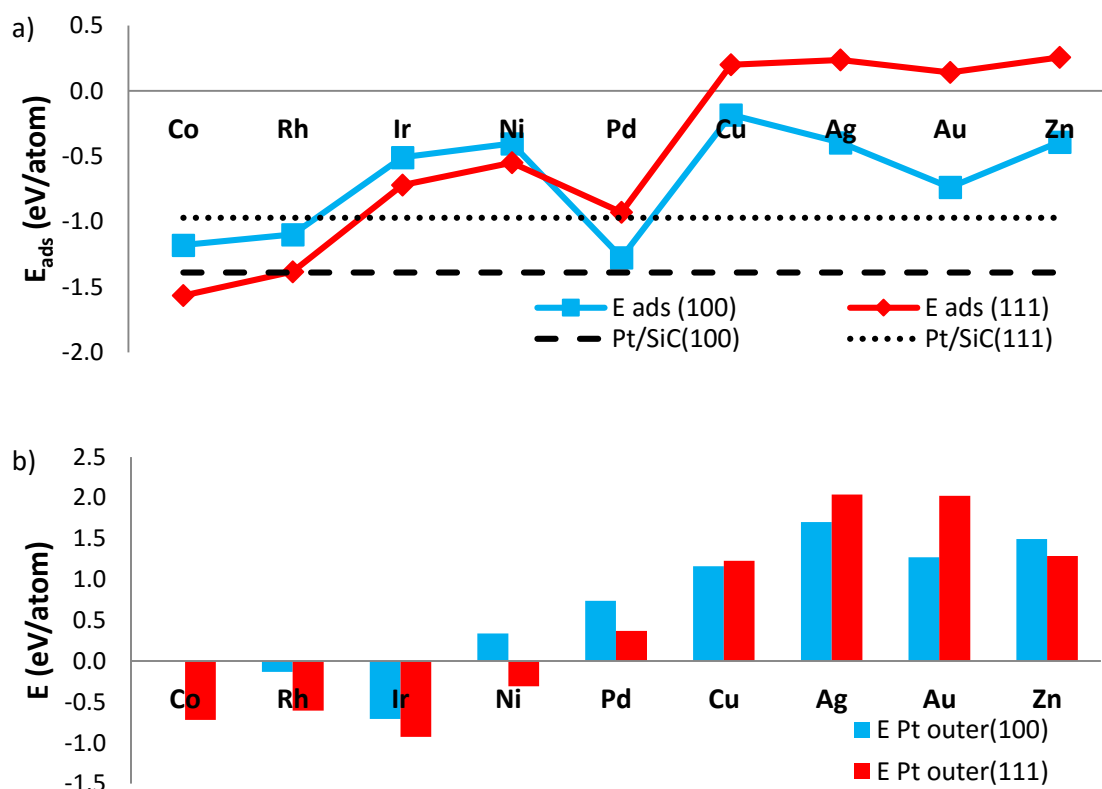 a)
E_ads (eV/atom)
0.5
0.0
-0.5
-1.0
-1.5
-2.0
Co Rh Ir Ni Pd Cu Ag Au Zn
E ads (100) E ads (111)
Pt/SiC(100) Pt/SiC(111)
b)
E (eV/atom)
2.5
2.0
1.5
1.0
0.5
0.0
-0.5
-1.0
-1.5
Co Rh Ir Ni Pd Cu Ag Au Zn
E Pt outer(100)
E Pt outer(111)